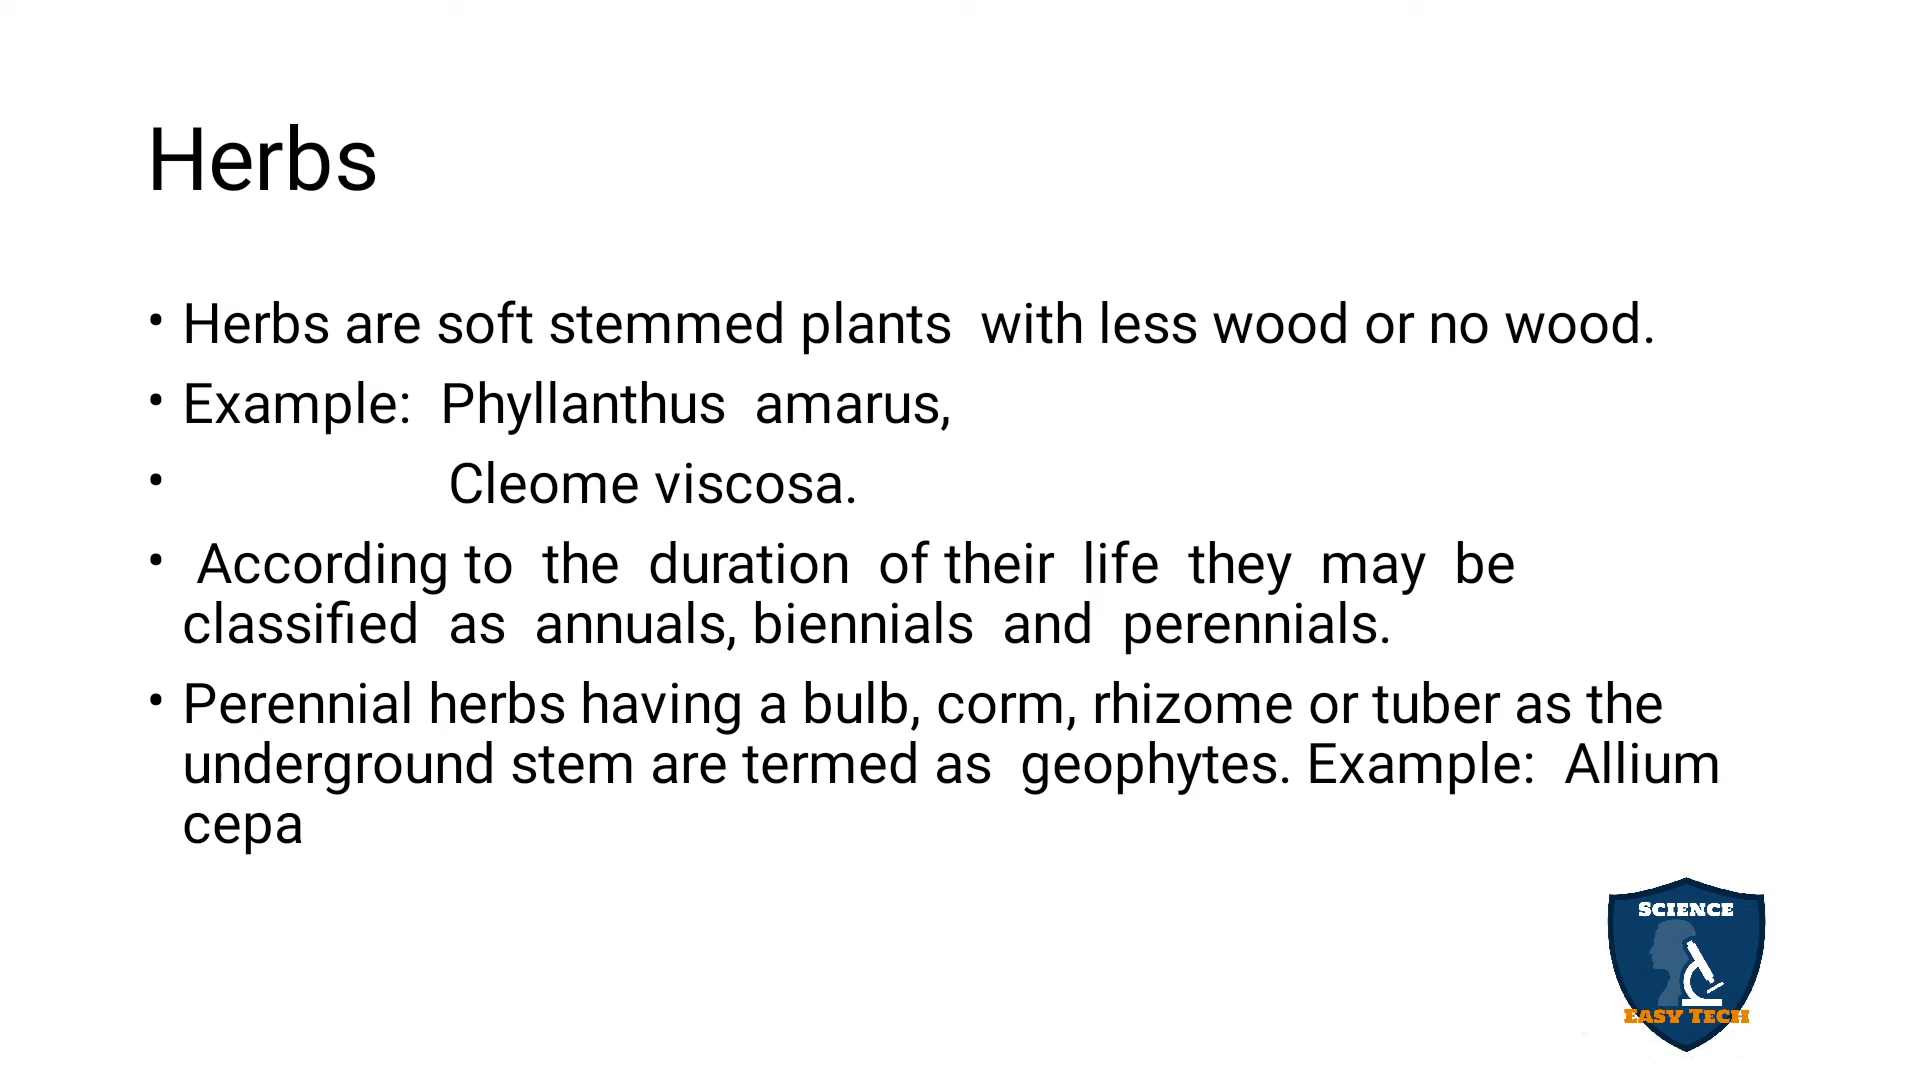 Herbs
• Herbs are soft stemmed plants  with less wood or no wood.
• Example:  Phyllanthus  amarus,
• Cleome viscosa.
• According to  the  duration  of their  life  they  may  be
classified  as  annuals, biennials  and  perennials.
• Perennial herbs having a bulb, corm, rhizome or tuber as the
underground stem are termed as  geophytes. Example:  Allium
cepa
SCIENCE
EASY TECH